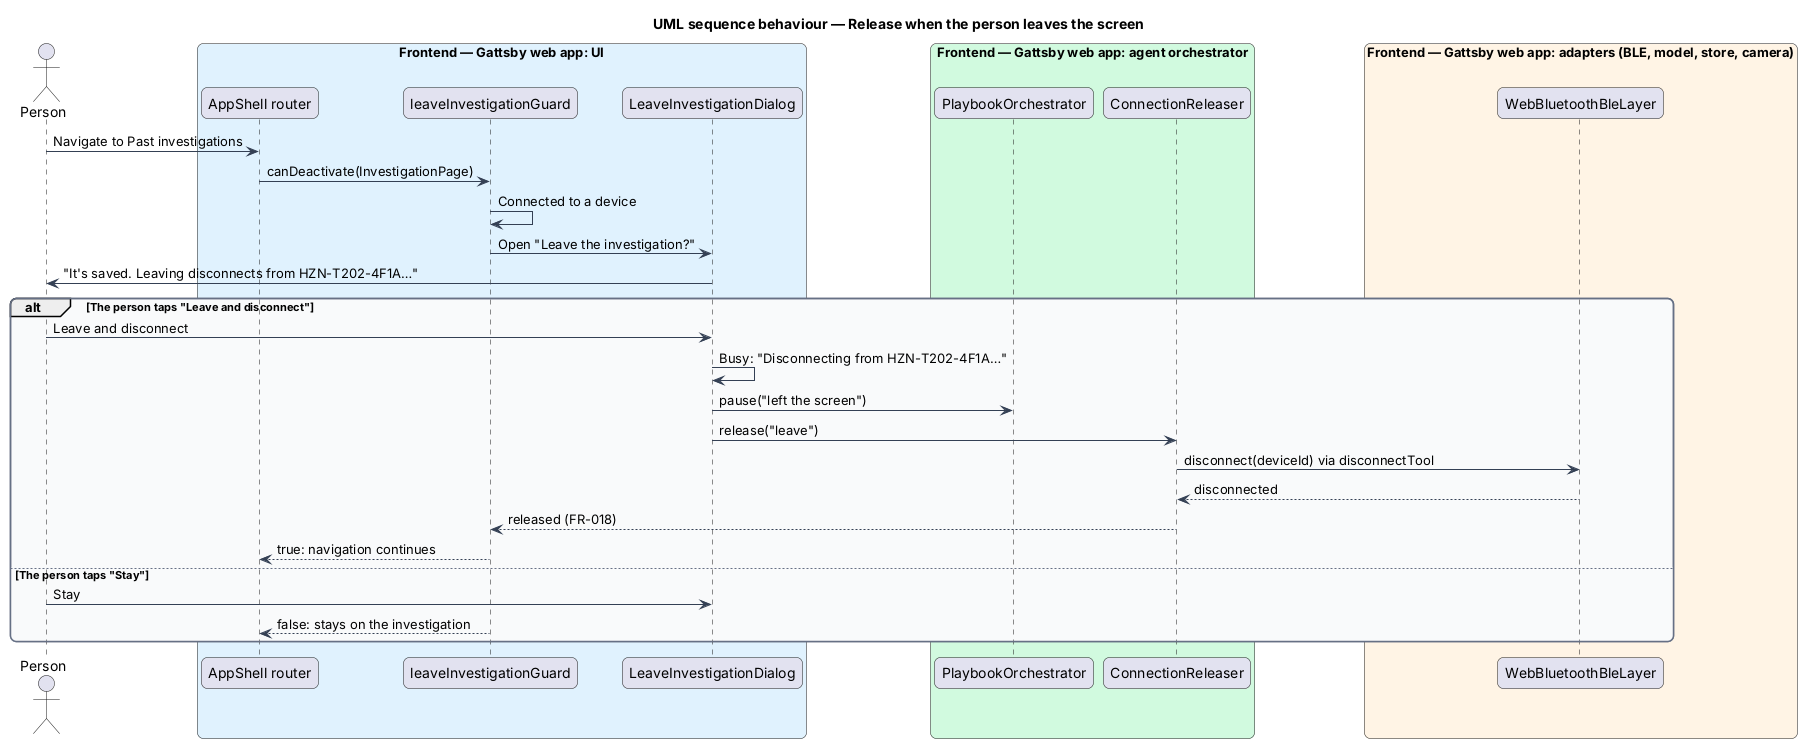 UML sequence behaviour — Release when the person leaves the screen
Frontend — Gattsby web app: UI
Frontend — Gattsby web app: agent orchestrator
Frontend — Gattsby web app: adapters (BLE, model, store, camera)
Person
AppShell router
leaveInvestigationGuard
LeaveInvestigationDialog
PlaybookOrchestrator
ConnectionReleaser
WebBluetoothBleLayer
Navigate to Past investigations
canDeactivate(InvestigationPage)
Connected to a device
Open "Leave the investigation?"
"It's saved. Leaving disconnects from HZN-T202-4F1A..."
alt
[The person taps "Leave and disconnect"]
Leave and disconnect
Busy: "Disconnecting from HZN-T202-4F1A..."
pause("left the screen")
release("leave")
disconnect(deviceId) via disconnectTool
disconnected
released (FR-018)
true: navigation continues
[The person taps "Stay"]
Stay
false: stays on the investigation
Person
AppShell router
leaveInvestigationGuard
LeaveInvestigationDialog
PlaybookOrchestrator
ConnectionReleaser
WebBluetoothBleLayer